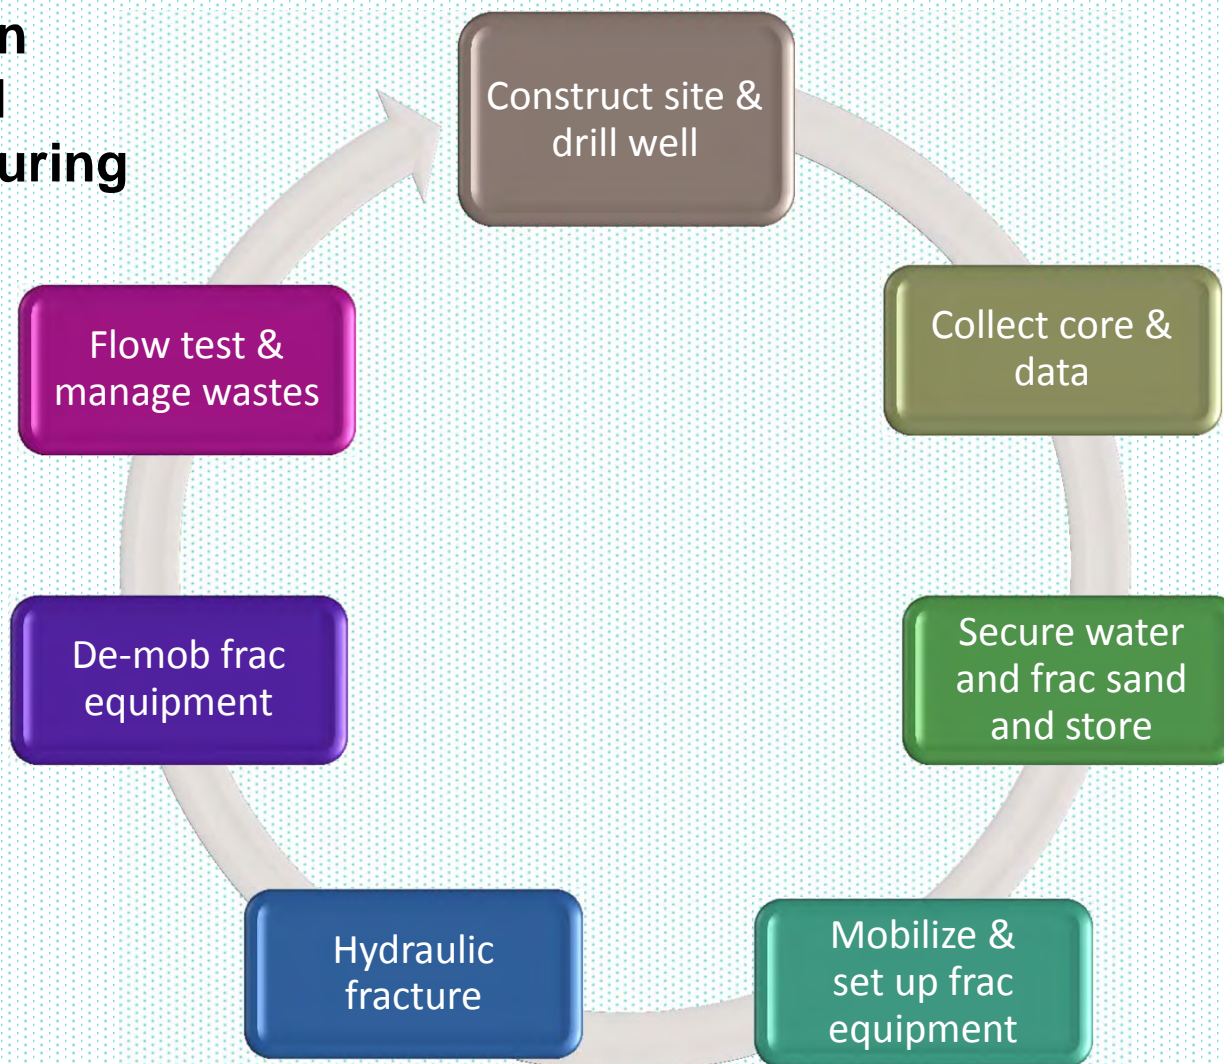 Construct site &
drill well
Collect core &
data
Secure water
and frac sand
and store
Mobilize &
set up frac
equipment
Hydraulic
fracture
De-mob frac
equipment
Flow test &
manage wastes